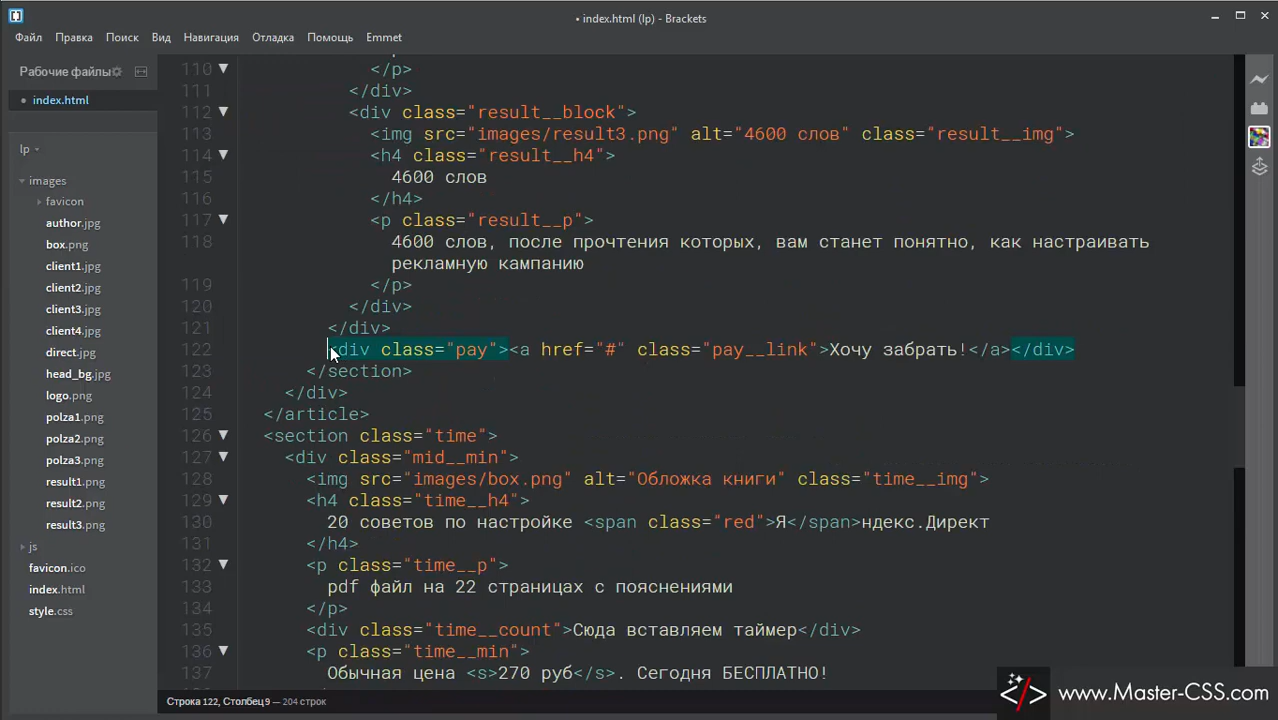 • index.html (lp) - Brackets
Файл Правка Поиск Вид Навигация Отладка Помощь Emmet
Рабочие файлы
• index.html
lp
images
favicon
author.jpg
box.png
client1.jpg
client2.jpg
client3.jpg
client4.jpg
direct.jpg
head_bg.jpg
logo.png
polza1.png
polza2.png
polza3.png
result1.png
result2.png
result3.png
js
favicon.ico
index.html
style.css
110 </p>
111 </div>
112 <div class="result__block">
113 <img src="images/result3.png" alt="4600 слов" class="result__img">
114 <h4 class="result__h4">
115 4600 слов
116 </h4>
117 <p class="result__p">
118 4600 слов, после прочтения которых, вам станет понятно, как настраивать
рекламную кампанию
119 </p>
120 </div>
121 </div>
122 <div class="pay"><a href="#" class="pay__link">Хочу забрать!</a></div>
123 </section>
124 </div>
125 </article>
126 <section class="time">
127 <div class="mid__min">
128 <img src="images/box.png" alt="Обложка книги" class="time__img">
129 <h4 class="time__h4">
130 20 советов по настройке <span class="red">Я</span>ндекс.Директ
131 </h4>
132 <p class="time__p">
133 pdf файл на 22 страницах с пояснениями
134 </p>
135 <div class="time__count">Сюда вставляем таймер</div>
136 <p class="time__min">
137 Обычная цена <s>270 руб</s>. Сегодня БЕСПЛАТНО!
Строка 122, Столбец 9 — 204 строк
</> www.Master-CSS.com